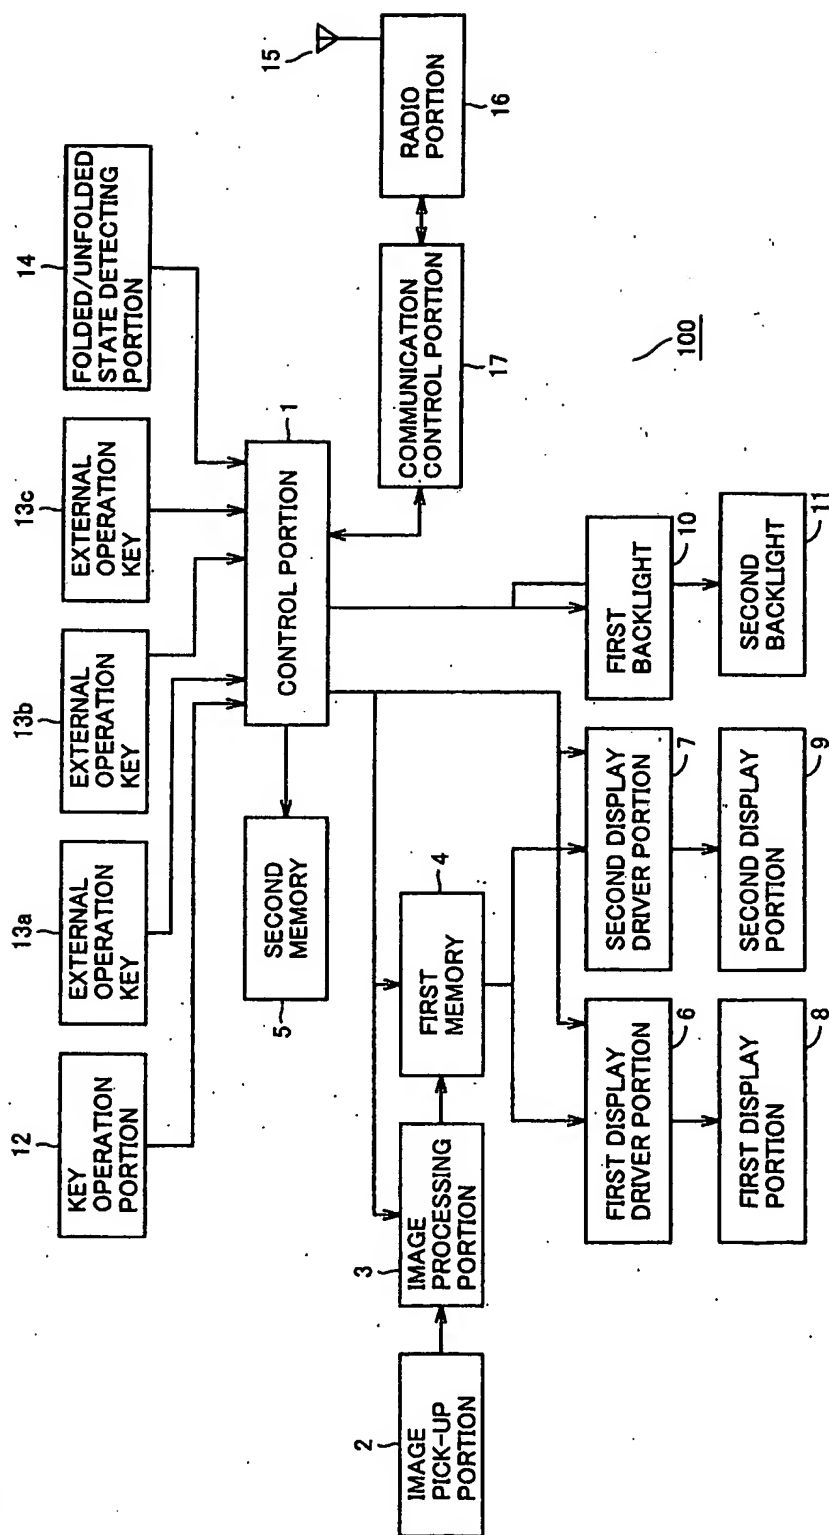 12
KEY
OPERATION
PORTION
13a
EXTERNAL
OPERATION
KEY
13b
EXTERNAL
OPERATION
KEY
13c
EXTERNAL
OPERATION
KEY
14
FOLDED/UNFOLDED
STATE DETECTING
PORTION
15
1
CONTROL PORTION
5
SECOND
MEMORY
RADIO
PORTION
16
COMMUNICATION
CONTROL PORTION
17
100
2
IMAGE
PICK-UP
PORTION
3
IMAGE
PROCESSING
PORTION
4
FIRST
MEMORY
FIRST DISPLAY
DRIVER PORTION
6
SECOND DISPLAY
DRIVER PORTION
7
FIRST
BACKLIGHT
10
FIRST DISPLAY
PORTION
8
SECOND DISPLAY
PORTION
9
SECOND
BACKLIGHT
11